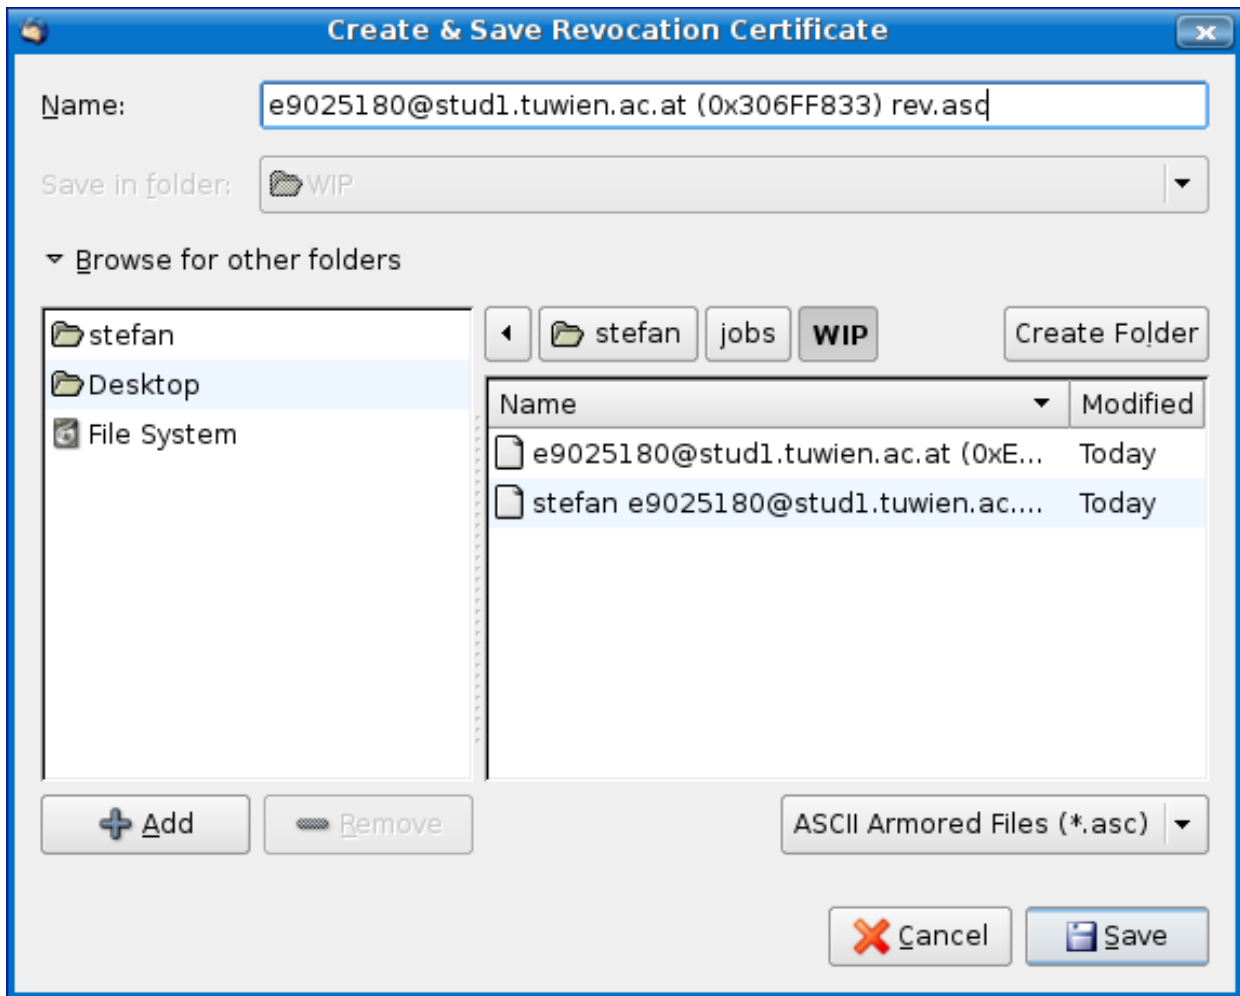 Create & Save Revocation Certificate
Name:
e9025180@stud1.tuwien.ac.at (0x306FF833) rev.asc
Save in folder:
WIP
Browse for other folders
stefan
Desktop
File System
stefan
jobs
WIP
Create Folder
Name
Modified
e9025180@stud1.tuwien.ac.at (0xE...
Today
stefan e9025180@stud1.tuwien.ac....
Today
Add
Remove
ASCII Armored Files (*.asc)
Cancel
Save